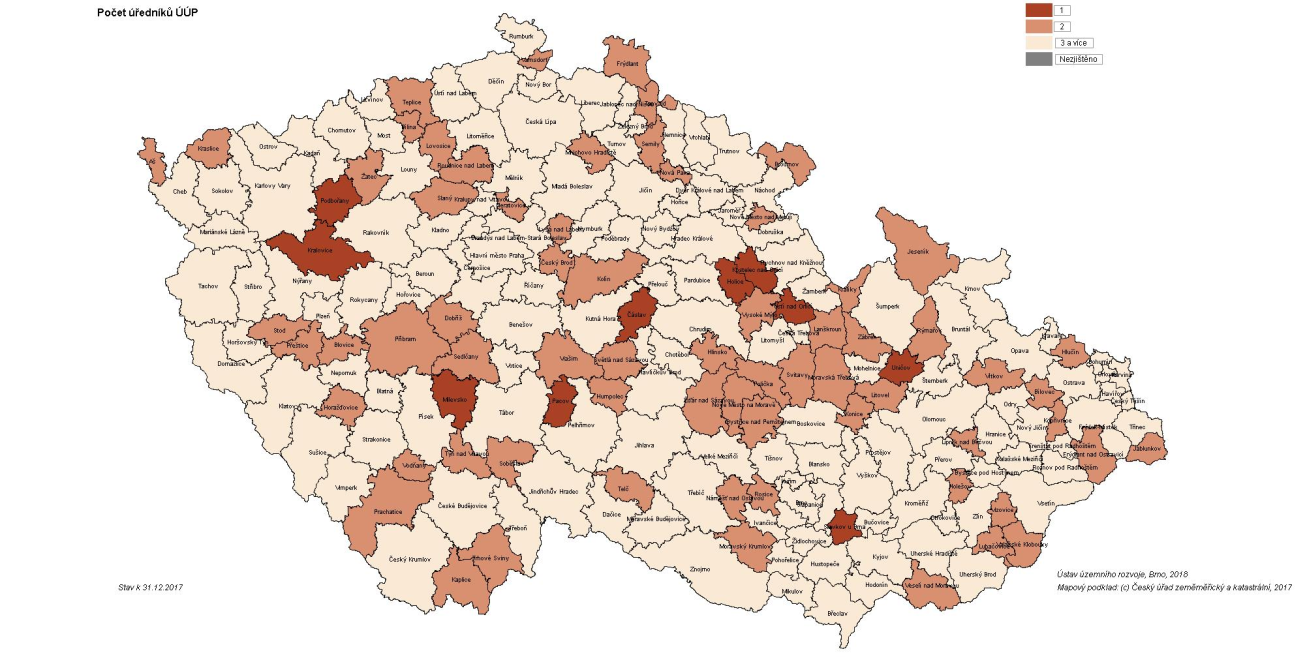 Počet úředníků ÚÚP
1
2
3 a více
Nezjištěno
Rumburk
Varnsdorf
Frýdlant
Děčín
Nový Bor
Teplice
Ústí nad Labem
Litvínov
Liberec
Jablonec nad Nisou
Tanvald
Česká Lípa
Bílina
Chomutov
Most
Litoměřice
Železný Brod
Jilemnice
Vrchlabí
Lovosice
Turnov
Semily
Trutnov
Kraslice
Ostrov
Kadaň
Mnichovo Hradiště
Broumov
Aš
Roudnice nad Labem
Louny
Žatec
Nová Paka
Mělník
Karlovy Vary
Mladá Boleslav
Jičín
Dvůr Králové nad Labem
Náchod
Cheb
Sokolov
Podbořany
Slaný
Kralupy nad Vltavou
Neratovice
Hořice
Jaroměř
Nové Město nad Metují
Mariánské Lázně
Rakovník
Kladno
Lysá nad Labem
Nymburk
Nový Bydžov
Dobruška
Brandýs nad Labem-Stará Boleslav
Poděbrady
Hradec Králové
Kralovice
Hlavní město Praha
Český Brod
Rychnov nad Kněžnou
Černošice
Kostelec nad Orlicí
Jeseník
Beroun
Kolín
Přelouč
Pardubice
Holice
Tachov
Stříbro
Nýřany
Říčany
Žamberk
Králíky
Krnov
Hořovice
Rokycany
Šumperk
Plzeň
Dobříš
Kutná Hora
Čáslav
Vysoké Mýto
Ústí nad Orlicí
Benešov
Chrudim
Česká Třebová
Lanškroun
Rýmařov
Bruntál
Stod
Příbram
Litomyšl
Zábřeh
Horšovský Týn
Přeštice
Blovice
Hlinsko
Opava
Kravaře
Hlučín
Sedlčany
Vlašim
Světlá nad Sázavou
Chotěboř
Bohumín
Domažlice
Votice
Mohelnice
Uničov
Karviná
Nepomuk
Havlíčkův Brod
Svitavy
Moravská Třebová
Šternberk
Vítkov
Ostrava
Blatná
Polička
Bílovec
Havířov
Milevsko
Pacov
Humpolec
Žďár nad Sázavou
Litovel
Český Těšín
Klatovy
Horažďovice
Nové Město na Moravě
Odry
Písek
Tábor
Konice
Olomouc
Kopřivnice
Pelhřimov
Bystřice nad Pernštejnem
Boskovice
Nový Jičín
Třinec
Strakonice
Hranice
Lipník nad Bečvou
Jihlava
Frenštát pod Radhoštěm
Jablunkov
Sušice
Týn nad Vltavou
Velké Meziříčí
Tišnov
Prostějov
Přerov
Valašské Meziříčí
Frýdlant nad Ostravicí
Vodňany
Soběslav
Blansko
Rožnov pod Radhoštěm
Bystřice pod Hostýnem
Vimperk
Telč
Jindřichův Hradec
Třebíč
Vyškov
Holešov
Náměšť nad Oslavou
Rosice
Prachatice
České Budějovice
Šlapanice
Kroměříž
Vsetín
Vizovice
Dačice
Moravské Budějovice
Ivančice
Slavkov u Brna
Bučovice
Otrokovice
Zlín
Třeboň
Židlochovice
Moravský Krumlov
Luhačovice
Valašské Klobouky
Český Krumlov
Trhové Sviny
Pohořelice
Hustopeče
Kyjov
Uherské Hradiště
Kaplice
Znojmo
Uherský Brod
Hodonín
Veselí nad Moravou
Mikulov
Břeclav
Stav k 31.12.2017
Ústav územního rozvoje, Brno, 2018
Mapový podklad: (c) Český úřad zeměměřický a katastrální, 2017